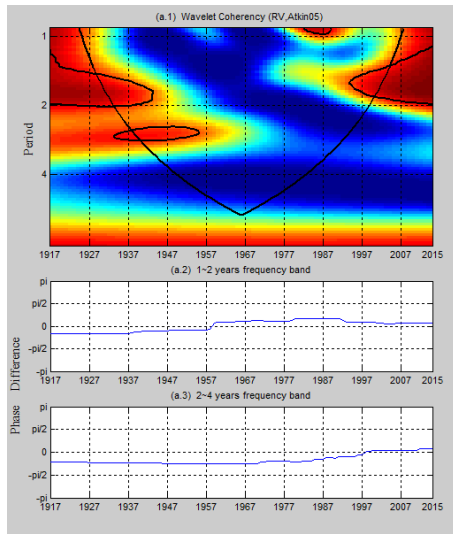 (a.1) Wavelet Coherency (RV,Atkin05)
1
2
4
Period
1917 1927 1937 1947 1957 1967 1977 1987 1997 2007 2015
(a.2) 1~2 years frequency band
pi
pi/2
0
-pi/2
-pi
1917 1927 1937 1947 1957 1967 1977 1987 1997 2007 2015
(a.3) 2~4 years frequency band
pi
pi/2
0
-pi/2
-pi
1917 1927 1937 1947 1957 1967 1977 1987 1997 2007 2015
Phase Difference